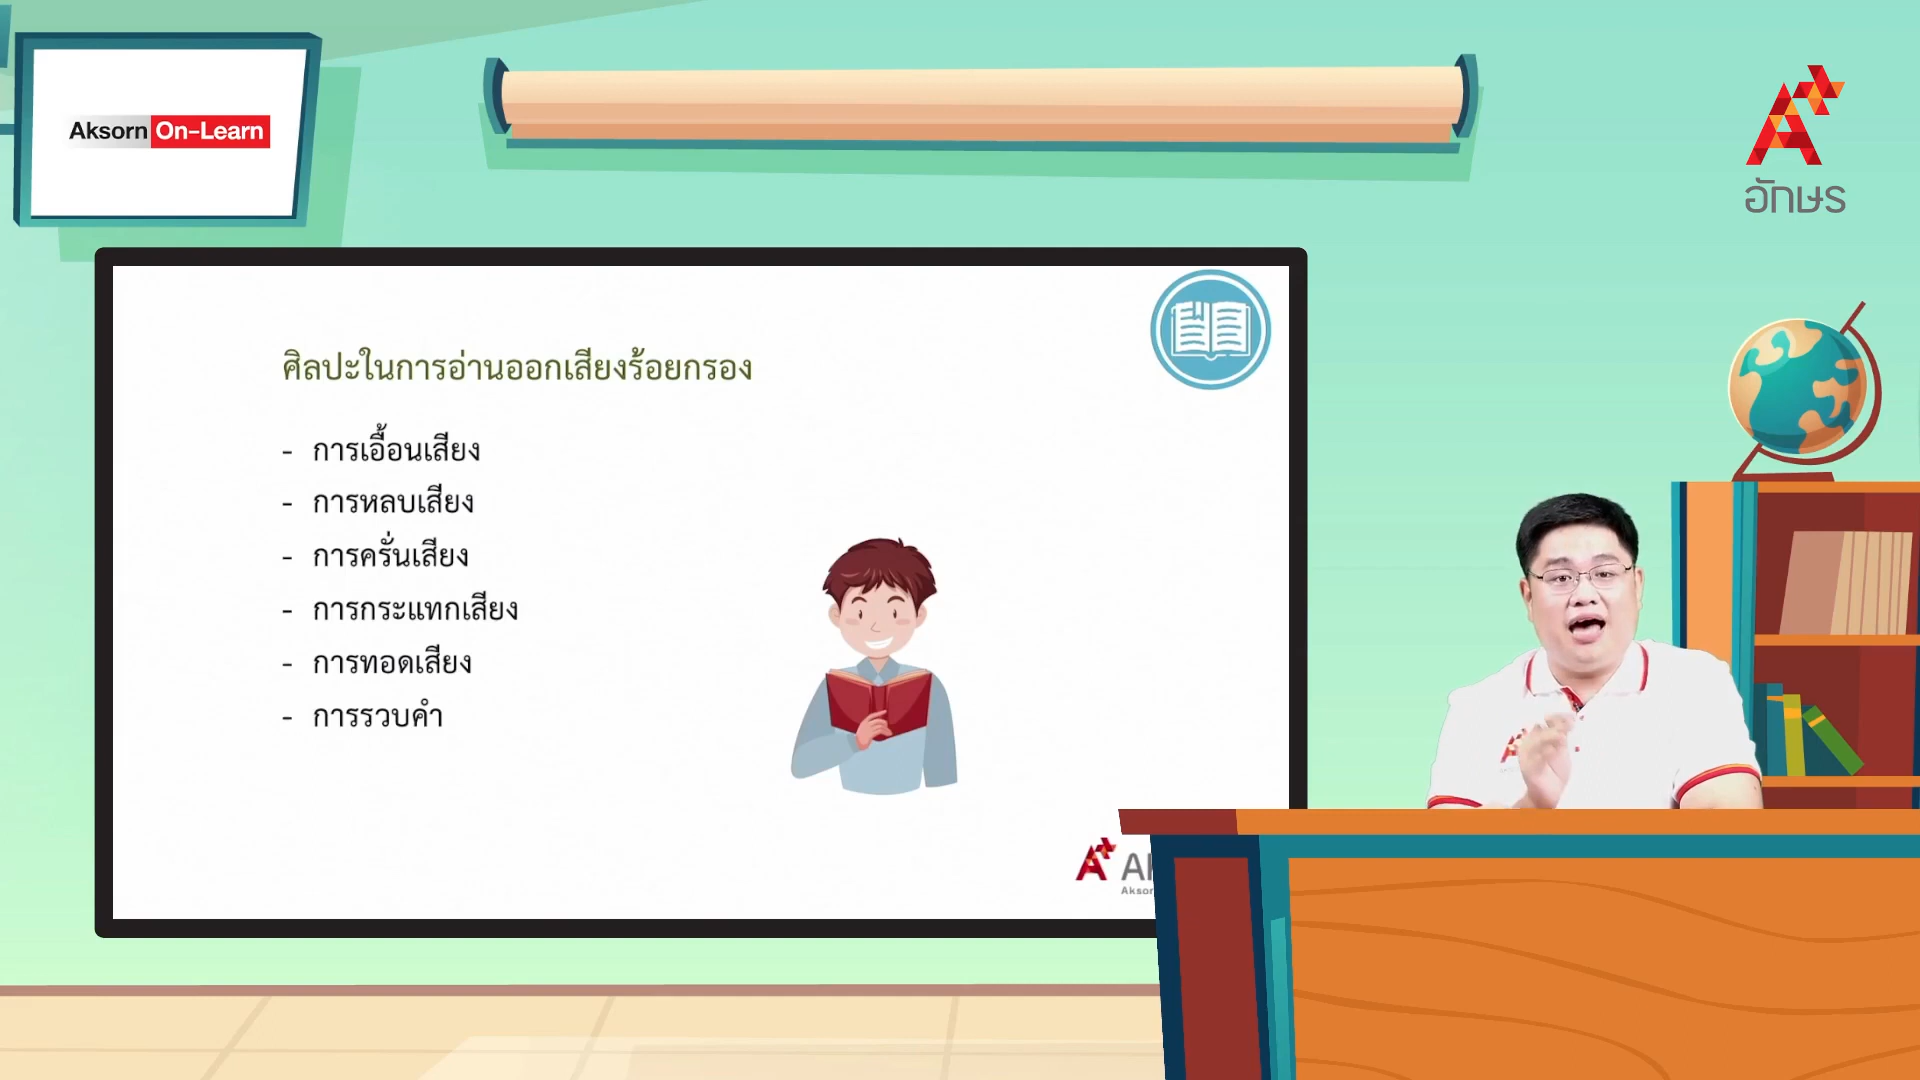 Aksorn On-Learn
อักษร
ศิลปะในการอ่านออกเสียงร้อยกรอง
- การเอื้อนเสียง
- การหลบเสียง
- การครั่นเสียง
- การกระแทกเสียง
- การทอดเสียง
- การรวบคำ